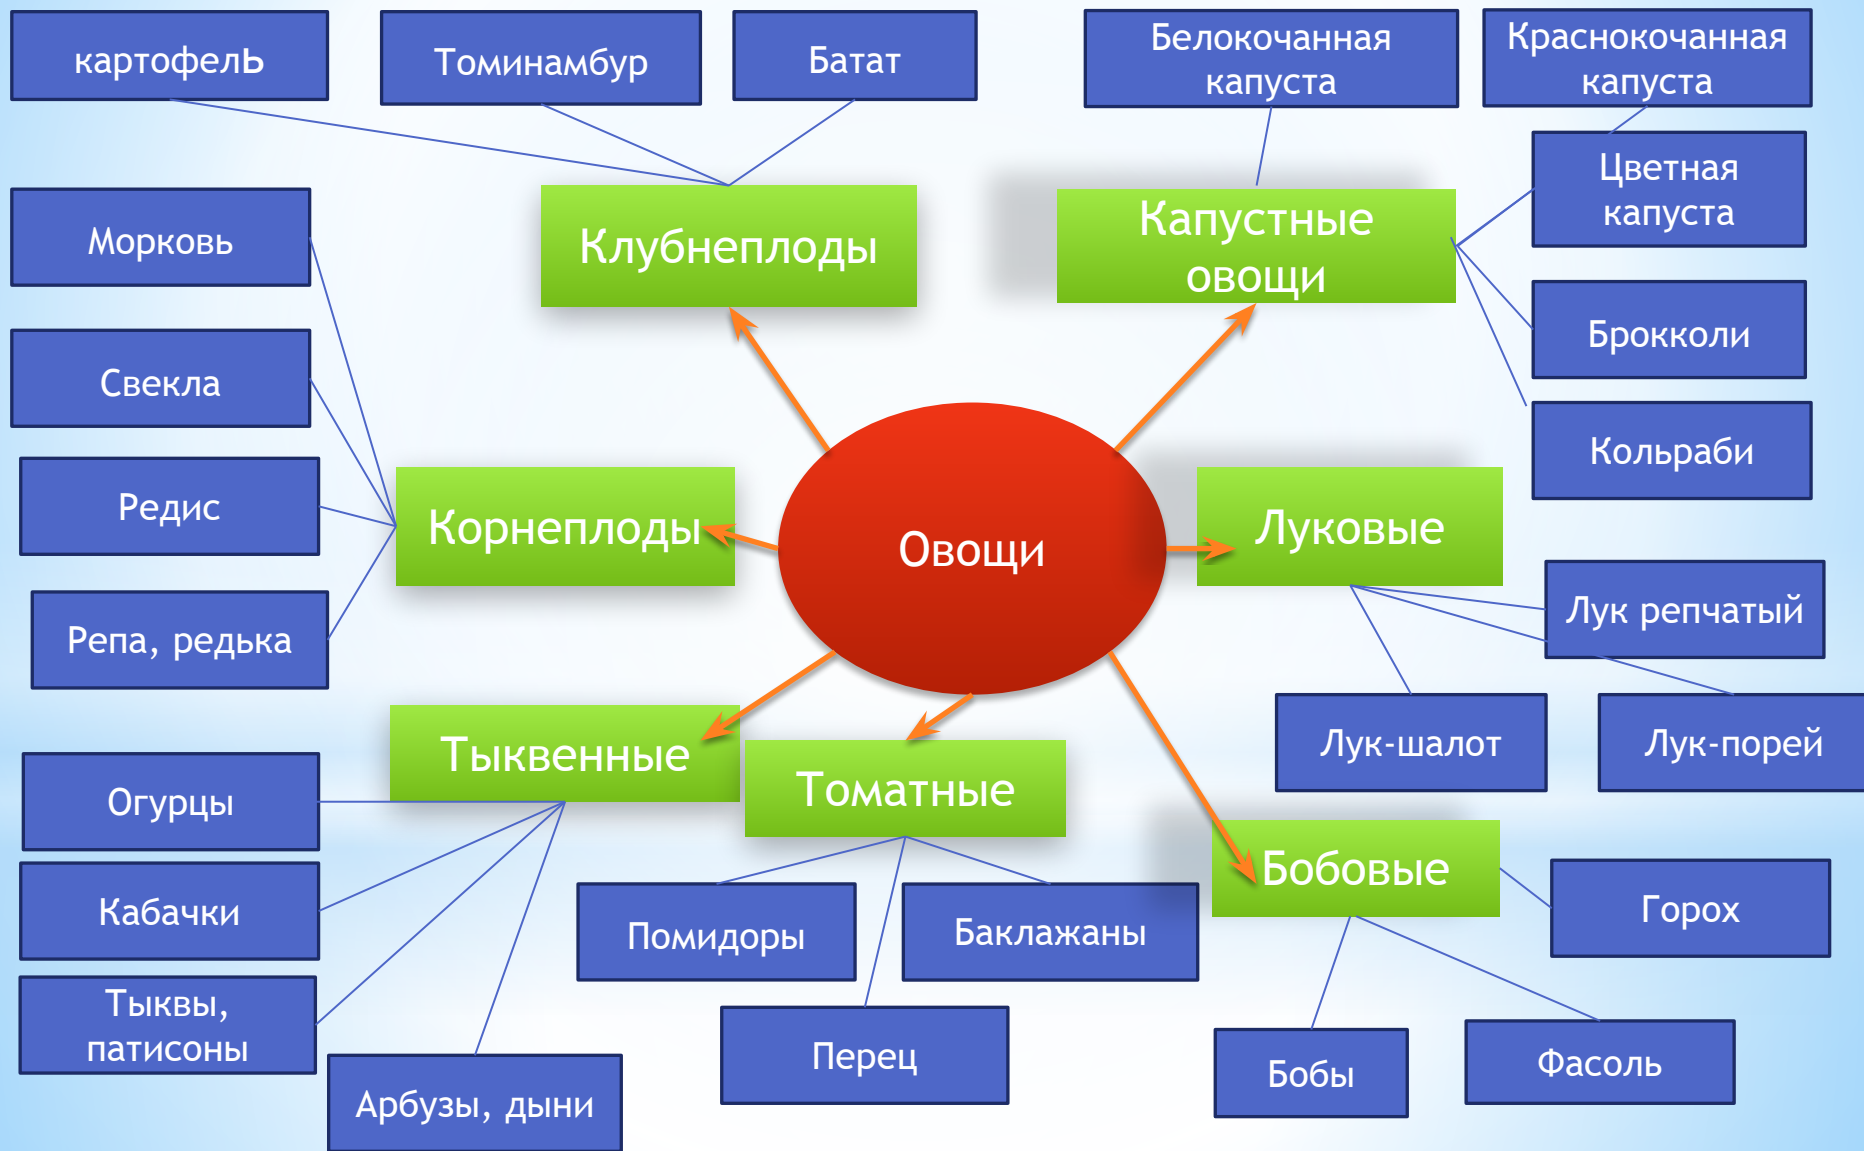 картофель
Томинамбур
Батат
Белокочанная
капуста
Краснокочанная
капуста
Цветная
капуста
Морковь
Клубнеплоды
Капустные
овощи
Брокколи
Свекла
Кольраби
Редис
Корнеплоды
Овощи
Луковые
Лук репчатый
Репа, редька
Лук-шалот
Лук-порей
Тыквенные
Томатные
Огурцы
Бобовые
Кабачки
Помидоры
Баклажаны
Горох
Тыквы,
патисоны
Перец
Бобы
Фасоль
Арбузы, дыни